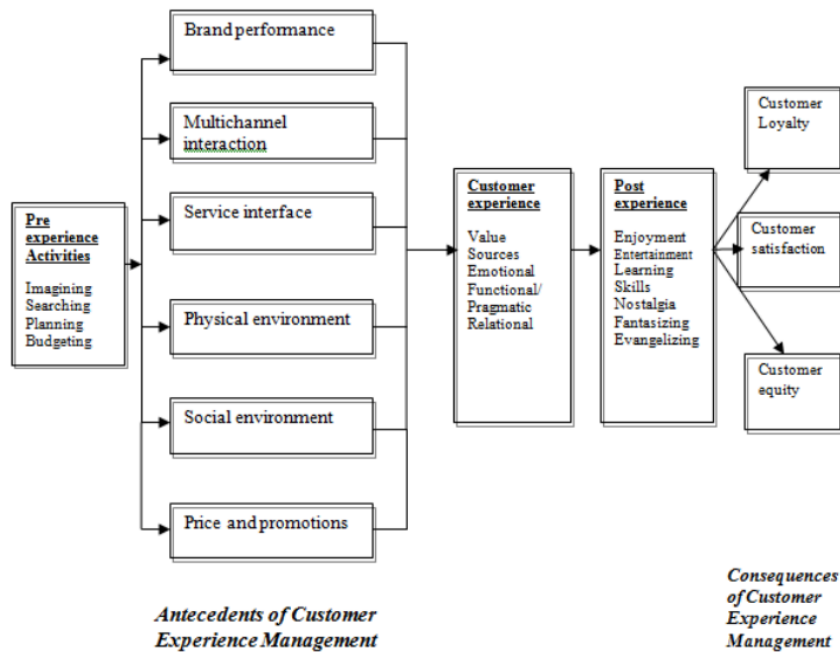 Pre
experience
Activities
Imagining
Searching
Planning
Budgeting
Brand performance
Multichannel
interaction
Service interface
Physical environment
Social environment
Price and promotions
Antecedents of Customer
Experience Management
Customer
experience
Value
Sources
Emotional
Functional/
Pragmatic
Relational
Post
experience
Enjoyment
Entertainment
Learning
Skills
Nostalgia
Fantasizing
Evangelizing
Customer
Loyalty
Customer
satisfaction
Customer
equity
Consequences
of Customer
Experience
Management